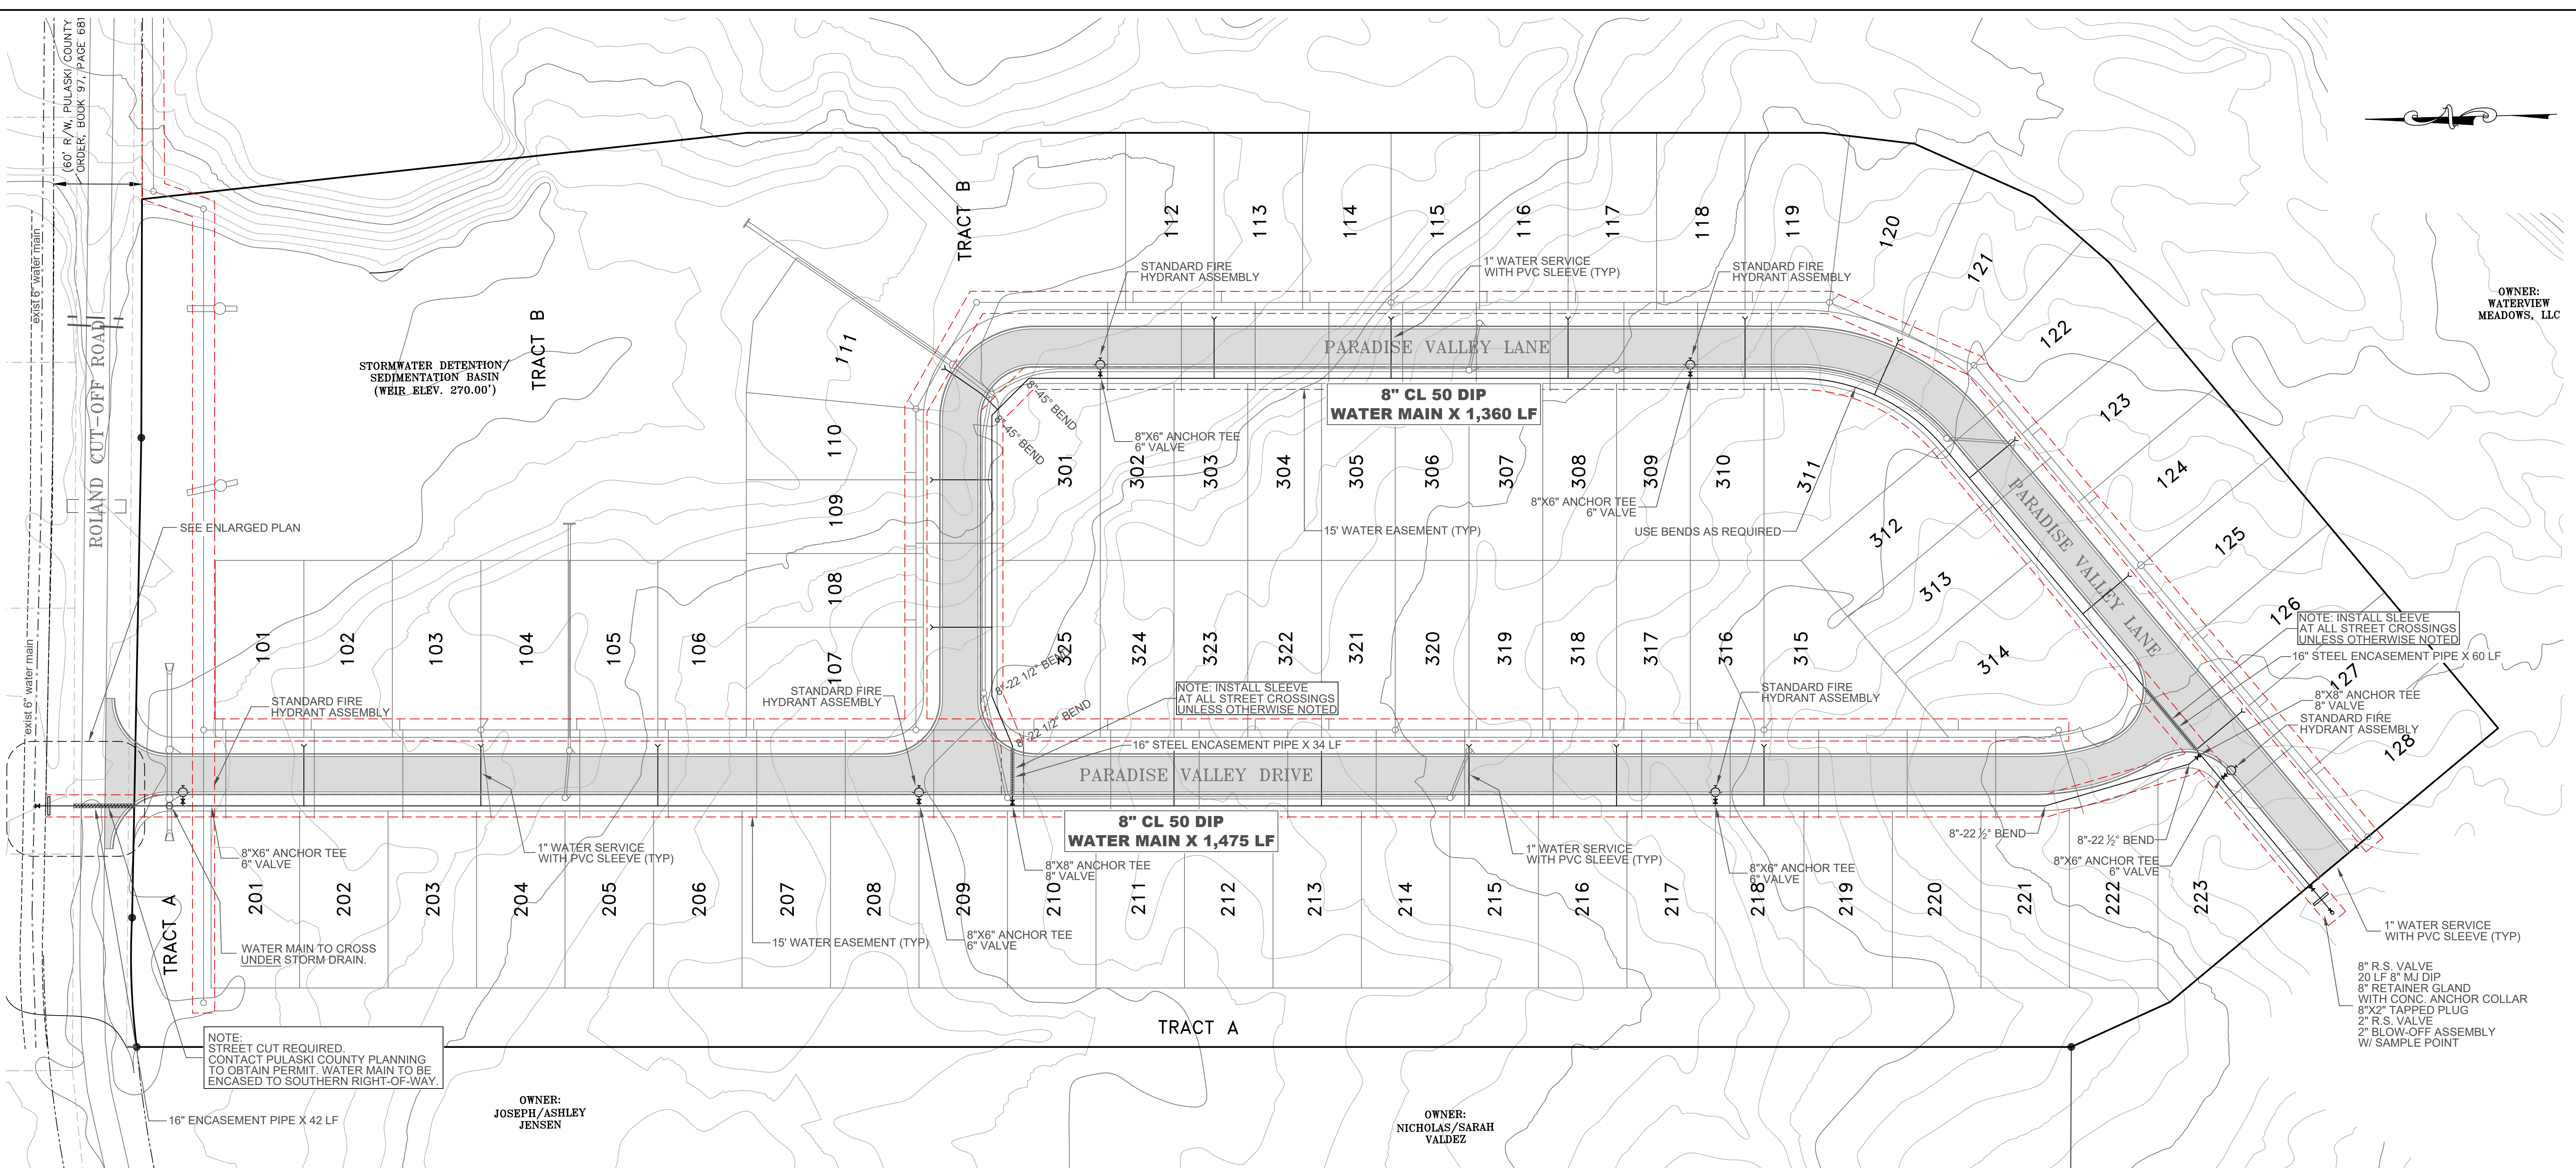 (60' R/W, PULASKI COUNTY
ORDER, BOOK 97, PAGE 681
exist 6" water main
ROLAND CUT-OFF ROAD
exist 6" water main
SEE ENLARGED PLAN
STORMWATER DETENTION/
SEDIMENTATION BASIN
(WEIR ELEV. 270.00')
TRACT B
TRACT B
OWNER:
WATERVIEW
MEADOWS, LLC
112
113
114
115
116
117
118
119
120
121
122
123
124
125
126
127
128
STANDARD FIRE
HYDRANT ASSEMBLY
1" WATER SERVICE
WITH PVC SLEEVE (TYP)
STANDARD FIRE
HYDRANT ASSEMBLY
PARADISE VALLEY LANE
8" CL 50 DIP
WATER MAIN X 1,360 LF
8"-45° BEND
8"-45° BEND
8"X6" ANCHOR TEE
6" VALVE
8"X6" ANCHOR TEE
6" VALVE
15' WATER EASEMENT (TYP)
USE BENDS AS REQUIRED
111
110
109
108
107
301
302
303
304
305
306
307
308
309
310
311
312
313
314
PARADISE VALLEY LANE
101
102
103
104
105
106
325
324
323
322
321
320
319
318
317
316
315
STANDARD FIRE
HYDRANT ASSEMBLY
STANDARD FIRE
HYDRANT ASSEMBLY
8"-22 1/2° BEND
8"-22 1/2° BEND
NOTE: INSTALL SLEEVE
AT ALL STREET CROSSINGS
UNLESS OTHERWISE NOTED
16" STEEL ENCASEMENT PIPE X 34 LF
STANDARD FIRE
HYDRANT ASSEMBLY
NOTE: INSTALL SLEEVE
AT ALL STREET CROSSINGS
UNLESS OTHERWISE NOTED
16" STEEL ENCASEMENT PIPE X 60 LF
8"X8" ANCHOR TEE
8" VALVE
STANDARD FIRE
HYDRANT ASSEMBLY
PARADISE VALLEY DRIVE
8" CL 50 DIP
WATER MAIN X 1,475 LF
8"X6" ANCHOR TEE
6" VALVE
1" WATER SERVICE
WITH PVC SLEEVE (TYP)
8"X8" ANCHOR TEE
8" VALVE
1" WATER SERVICE
WITH PVC SLEEVE (TYP)
8"X6" ANCHOR TEE
6" VALVE
8"-22 ½° BEND
8"-22 ½° BEND
8"X6" ANCHOR TEE
6" VALVE
TRACT A
201
202
203
204
205
206
207
208
209
210
211
212
213
214
215
216
217
218
219
220
221
222
223
WATER MAIN TO CROSS
UNDER STORM DRAIN.
15' WATER EASEMENT (TYP)
8"X6" ANCHOR TEE
6" VALVE
1" WATER SERVICE
WITH PVC SLEEVE (TYP)
8" R.S. VALVE
20 LF 8" MJ DIP
8" RETAINER GLAND
WITH CONC. ANCHOR COLLAR
8"X2" TAPPED PLUG
2" R.S. VALVE
2" BLOW-OFF ASSEMBLY
W/ SAMPLE POINT
TRACT A
NOTE:
STREET CUT REQUIRED.
CONTACT PULASKI COUNTY PLANNING
TO OBTAIN PERMIT. WATER MAIN TO BE
ENCASED TO SOUTHERN RIGHT-OF-WAY.
16" ENCASEMENT PIPE X 42 LF
OWNER:
JOSEPH/ASHLEY
JENSEN
OWNER:
NICHOLAS/SARAH
VALDEZ